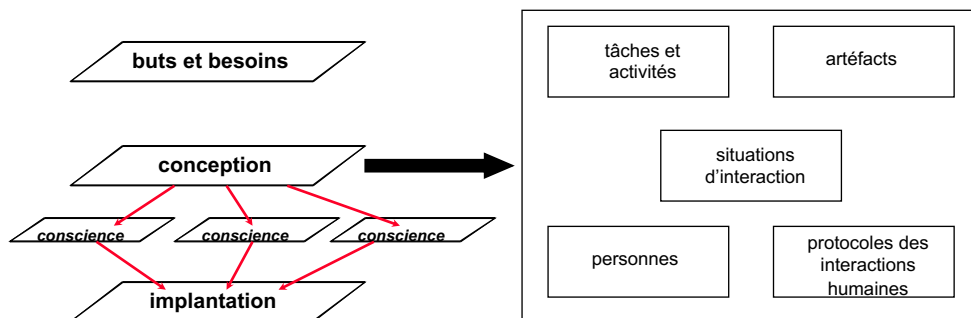 buts et besoins
conception
conscience
conscience
conscience
implantation
tâches et
activités
artéfacts
situations
d'interaction
personnes
protocoles des
interactions
humaines